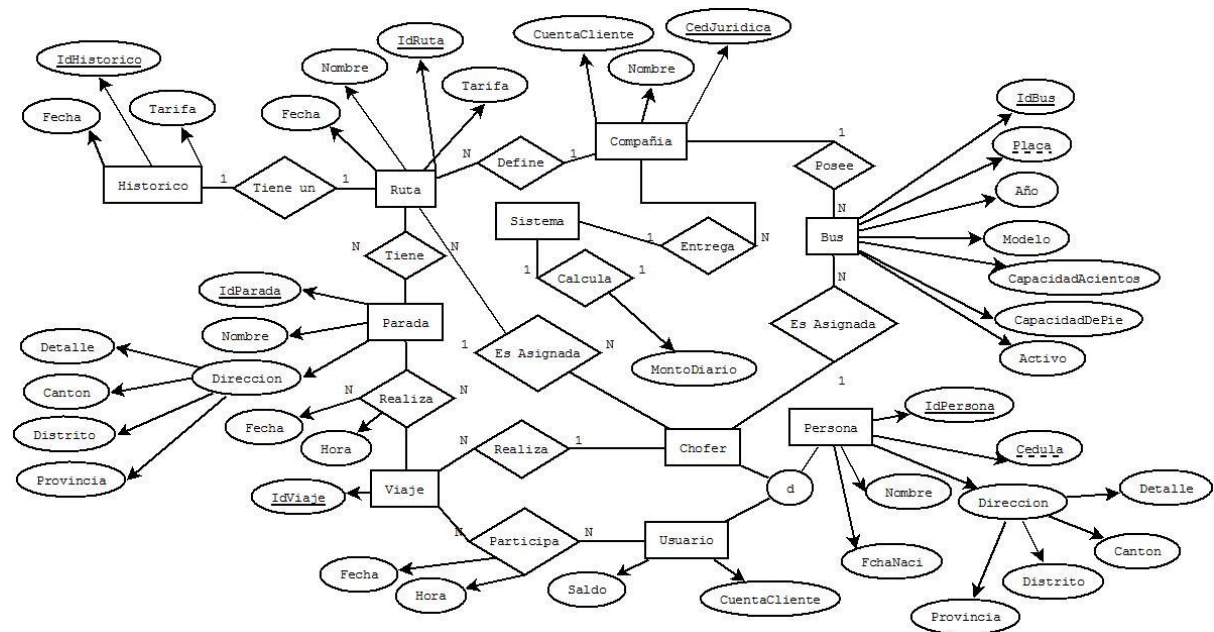 CuentaCliente
CedJuridica
IdRuta
IdHistorico
Nombre
Nombre
Tarifa
Fecha
Tarifa
Fecha
IdBus
Compañia
1
Placa
N
Define
1
Posee
Historico
1
Tiene un
1
Ruta
Año
Sistema
N
Bus
Modelo
N
Tiene
N
1
Entrega
N
CapacidadAcientos
1
Calcula
1
N
IdParada
CapacidadDePie
Parada
Es Asignada
Nombre
1
Es Asignada
N
Activo
Detalle
MontoDiario
Direccion
1
Canton
N
Realiza
N
IdPersona
Fecha
Persona
Distrito
Hora
N
Realiza
1
Chofer
Cedula
Provincia
Viaje
d
Nombre
Detalle
IdViaje
Direccion
N
Participa
N
Usuario
Canton
Fecha
FchaNaci
Hora
Saldo
CuentaCliente
Distrito
Provincia